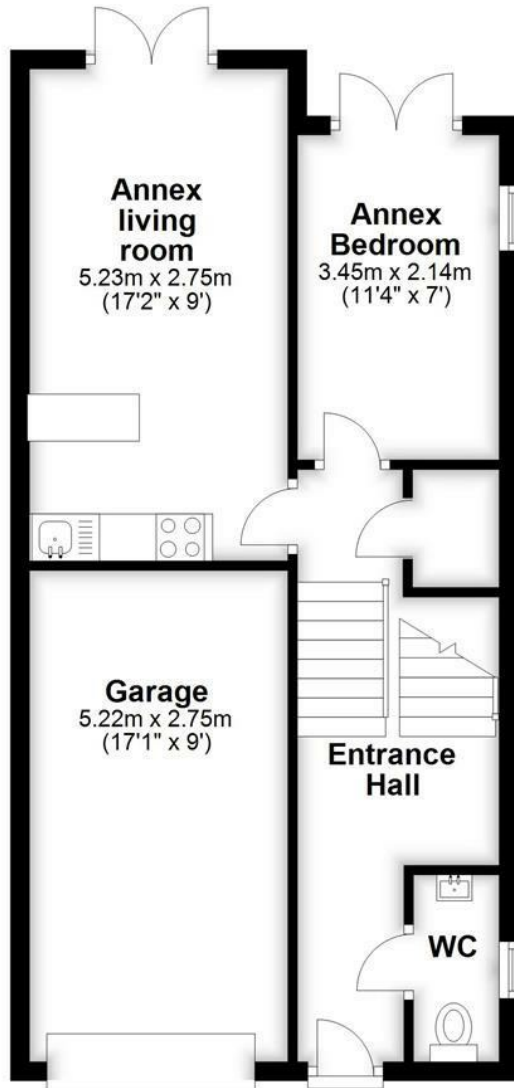 Annex
living
room
5.23m x 2.75m
(17'2" x 9')
Annex
Bedroom
3.45m x 2.14m
(11'4" x 7')
Garage
5.22m x 2.75m
(17'1" x 9')
Entrance
Hall
WC